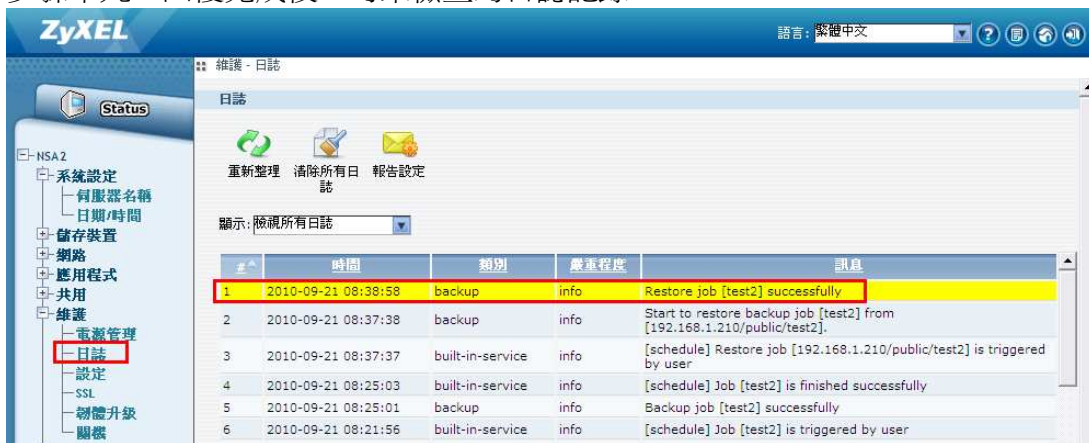 ZyXEL
語言: 繁體中文
維護 - 日誌
Status
NSA2
系統設定
伺服器名稱
日期/時間
儲存裝置
網路
應用程式
共用
維護
電源管理
日誌
設定
SSL
韌體升級
關機
日誌
重新整理
清除所有日
誌
報告設定
顯示: 檢視所有日誌
# 時間 類別 嚴重程度 訊息
1 2010-09-21 08:38:58 backup info Restore job [test2] successfully
2 2010-09-21 08:37:38 backup info Start to restore backup job [test2] from
[192.168.1.210/public/test2].
3 2010-09-21 08:37:37 built-in-service info [schedule] Restore job [192.168.1.210/public/test2] is triggered
by user
4 2010-09-21 08:25:03 built-in-service info [schedule] Job [test2] is finished successfully
5 2010-09-21 08:25:01 backup info Backup job [test2] successfully
6 2010-09-21 08:21:56 built-in-service info [schedule] Job [test2] is triggered by user